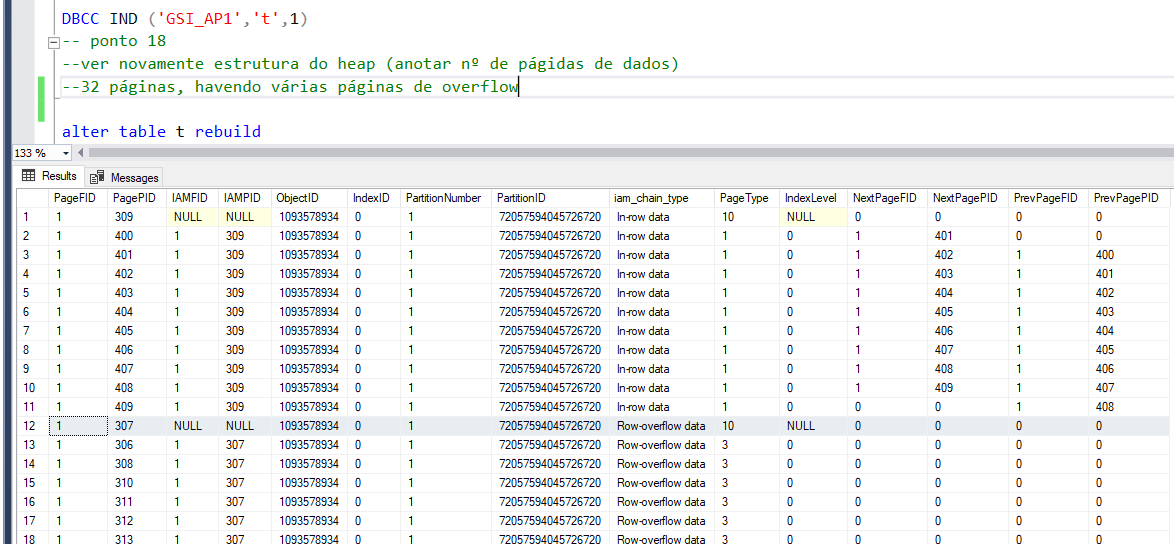 DBCC IND ('GSI_AP1','t',1)
-- ponto 18
--ver novamente estrutura do heap (anotar nº de págidas de dados)
--32 páginas, havendo várias páginas de overflow
alter table t rebuild
133 %
Results Messages
PageFID PagePID IAMFID IAMPID ObjectID IndexID PartitionNumber PartitionID iam_chain_type PageType IndexLevel NextPageFID NextPagePID PrevPageFID PrevPagePID
1 1 309 NULL NULL 1093578934 0 1 72057594045726720 In-row data 10 NULL 0 0 0 0
2 1 400 1 309 1093578934 0 1 72057594045726720 In-row data 1 0 1 401 0 0
3 1 401 1 309 1093578934 0 1 72057594045726720 In-row data 1 0 1 402 1 400
4 1 402 1 309 1093578934 0 1 72057594045726720 In-row data 1 0 1 403 1 401
5 1 403 1 309 1093578934 0 1 72057594045726720 In-row data 1 0 1 404 1 402
6 1 404 1 309 1093578934 0 1 72057594045726720 In-row data 1 0 1 405 1 403
7 1 405 1 309 1093578934 0 1 72057594045726720 In-row data 1 0 1 406 1 404
8 1 406 1 309 1093578934 0 1 72057594045726720 In-row data 1 0 1 407 1 405
9 1 407 1 309 1093578934 0 1 72057594045726720 In-row data 1 0 1 408 1 406
10 1 408 1 309 1093578934 0 1 72057594045726720 In-row data 1 0 1 409 1 407
11 1 409 1 309 1093578934 0 1 72057594045726720 In-row data 1 0 0 0 1 408
12 1 307 NULL NULL 1093578934 0 1 72057594045726720 Row-overflow data 10 NULL 0 0 0 0
13 1 306 1 307 1093578934 0 1 72057594045726720 Row-overflow data 3 0 0 0 0 0
14 1 308 1 307 1093578934 0 1 72057594045726720 Row-overflow data 3 0 0 0 0 0
15 1 310 1 307 1093578934 0 1 72057594045726720 Row-overflow data 3 0 0 0 0 0
16 1 311 1 307 1093578934 0 1 72057594045726720 Row-overflow data 3 0 0 0 0 0
17 1 312 1 307 1093578934 0 1 72057594045726720 Row-overflow data 3 0 0 0 0 0
18 1 313 1 307 1093578934 0 1 72057594045726720 Row-overflow data 3 0 0 0 0 0